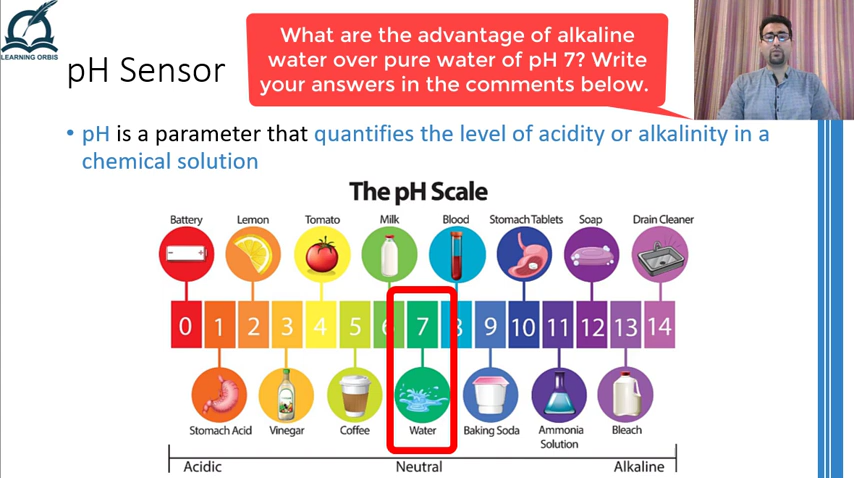 LEARNING ORBIS
What are the advantage of alkaline
water over pure water of pH 7? Write
your answers in the comments below.
pH Sensor
• pH is a parameter that quantifies the level of acidity or alkalinity in a
chemical solution
The pH Scale
Battery Lemon Tomato Milk Blood Stomach Tablets Soap Drain Cleaner
0 1 2 3 4 5 6 7 8 9 10 11 12 13 14
Stomach Acid Vinegar Coffee Water Baking Soda Ammonia Solution Bleach
Acidic Neutral Alkaline